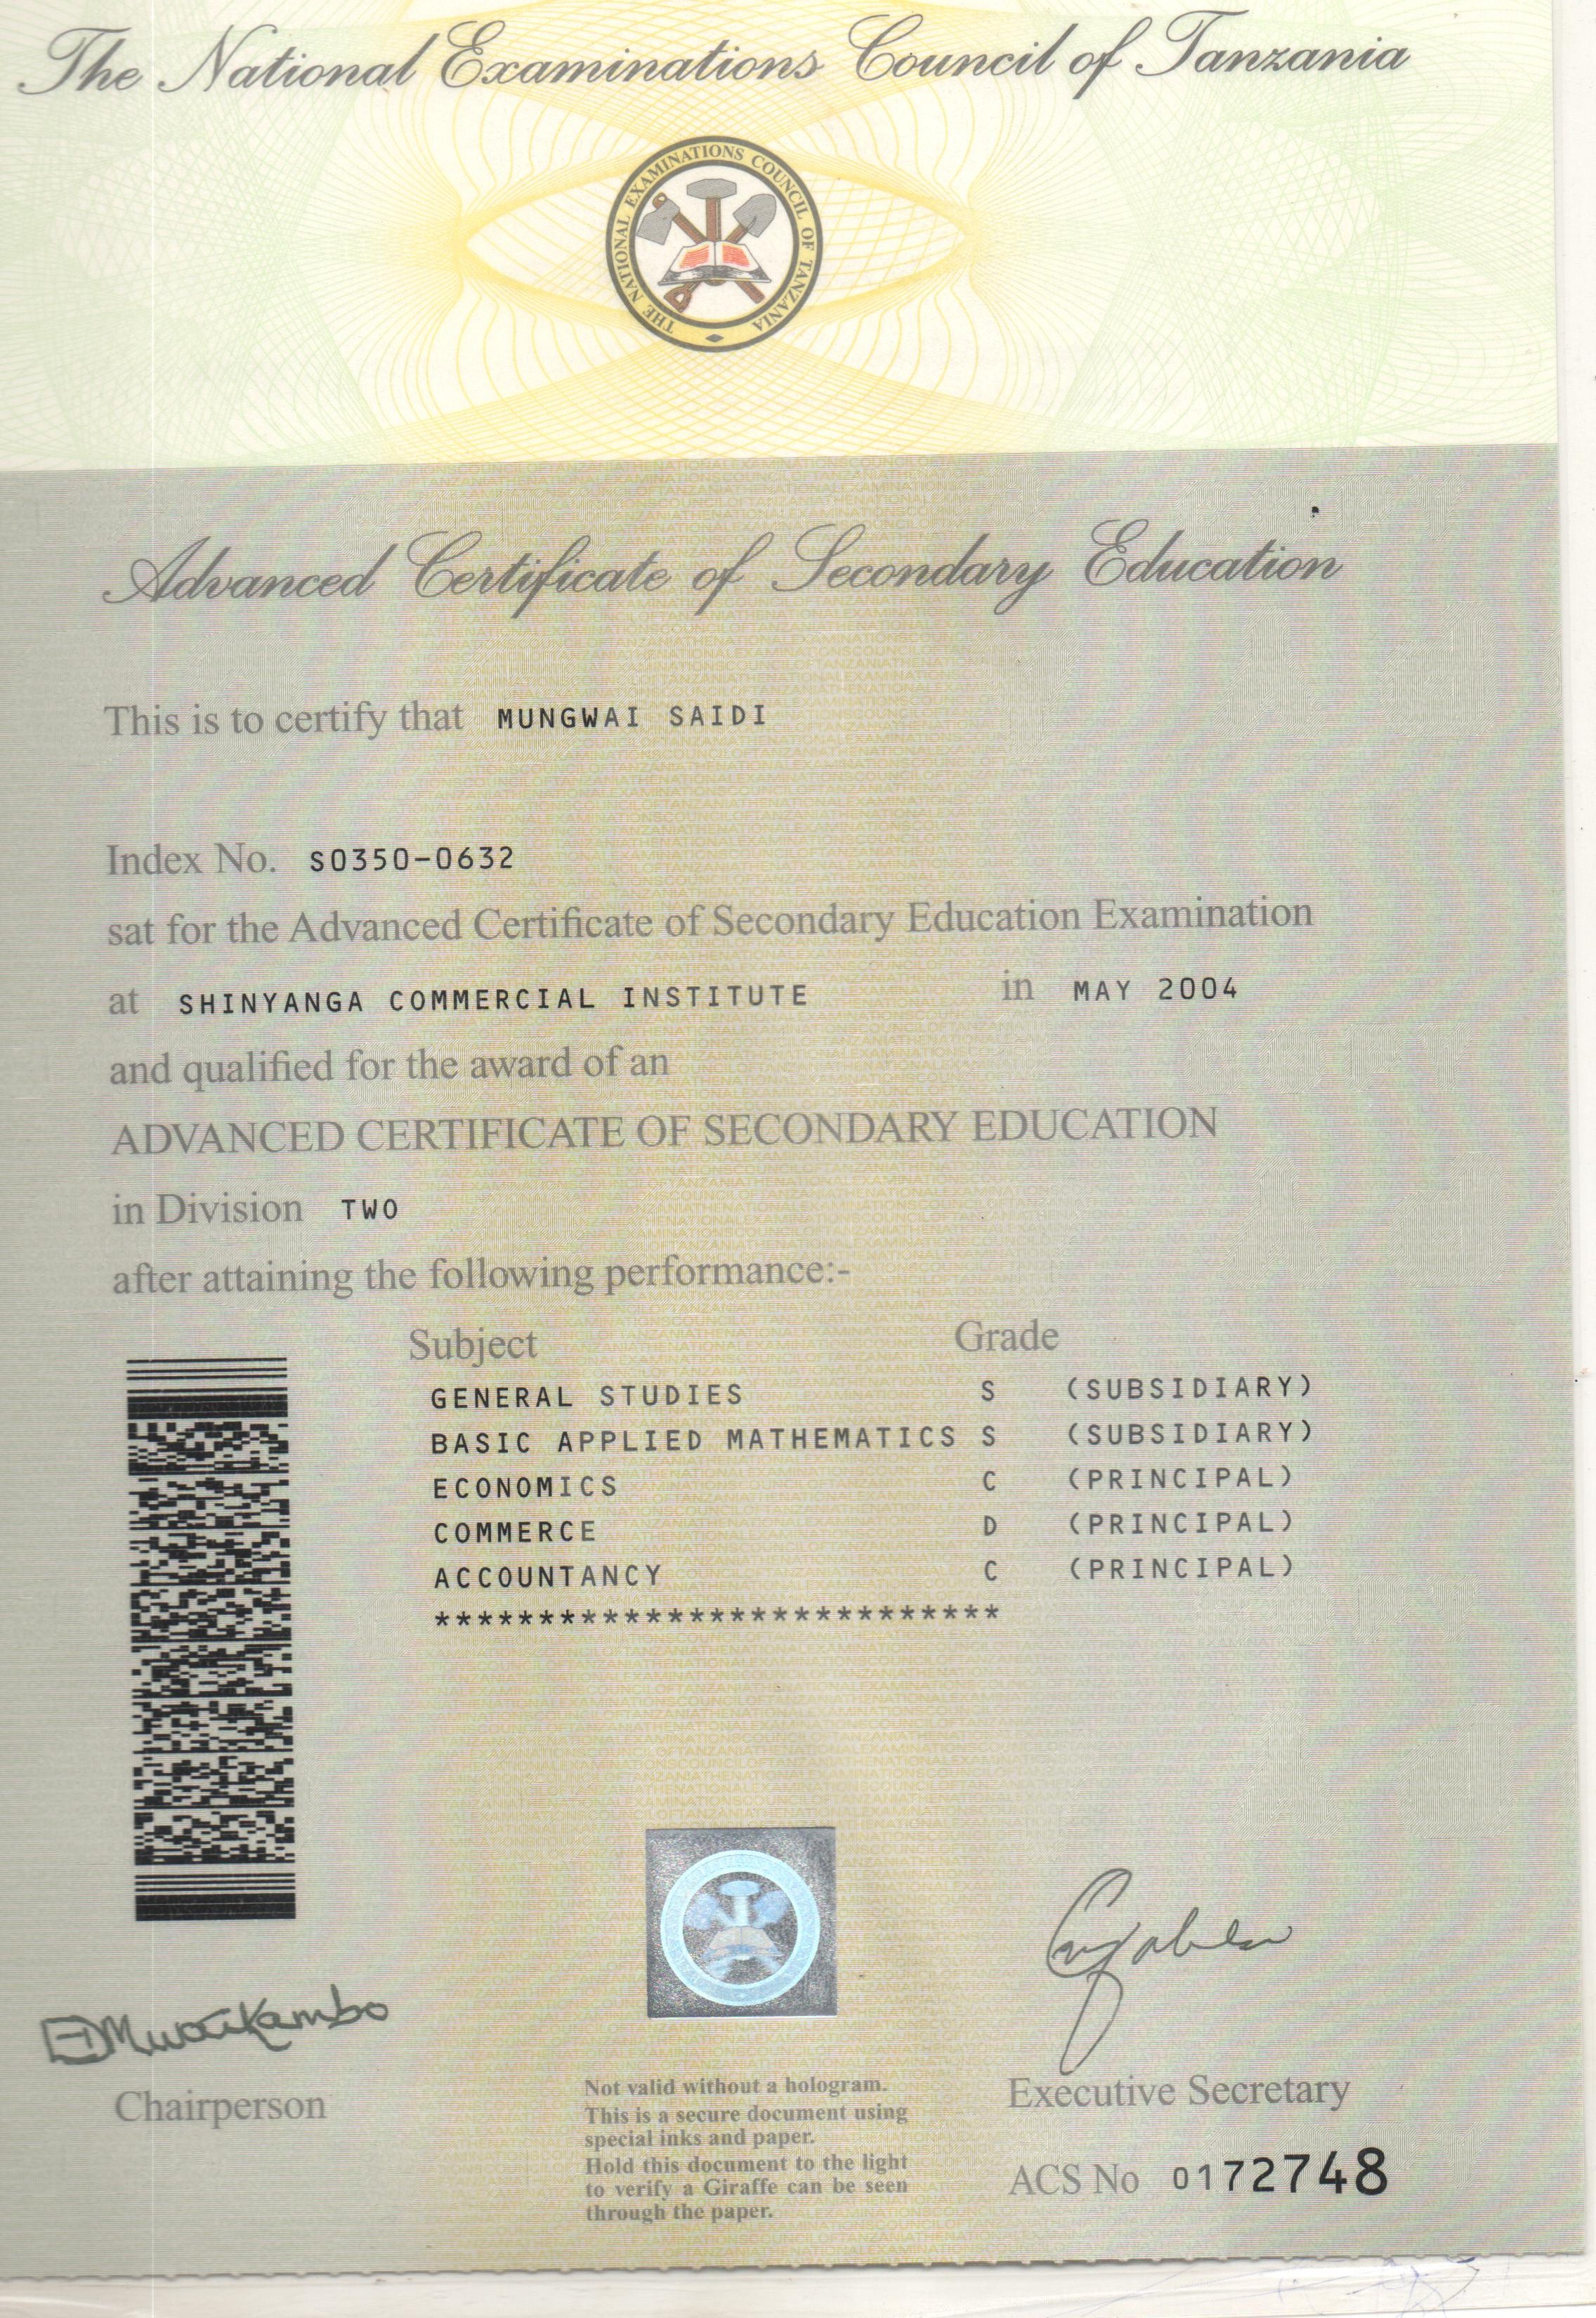 The National Examinations Council of Tanzania
THE NATIONAL EXAMINATIONS COUNCIL OF TANZANIA
Advanced Certificate of Secondary Education
This is to certify that MUNGWAI SAIDI
Index No. S0350-0632
sat for the Advanced Certificate of Secondary Education Examination
at SHINYANGA COMMERCIAL INSTITUTE in MAY 2004
and qualified for the award of an
ADVANCED CERTIFICATE OF SECONDARY EDUCATION
in Division TWO
after attaining the following performance:-
Subject Grade
GENERAL STUDIES S (SUBSIDIARY)
BASIC APPLIED MATHEMATICS S (SUBSIDIARY)
ECONOMICS C (PRINCIPAL)
COMMERCE D (PRINCIPAL)
ACCOUNTANCY C (PRINCIPAL)
***************************
Mwaikambo
Chairperson
Not valid without a hologram.
This is a secure document using
special inks and paper.
Hold this document to the light
to verify a Giraffe can be seen
through the paper.
Executive Secretary
ACS No 0172748